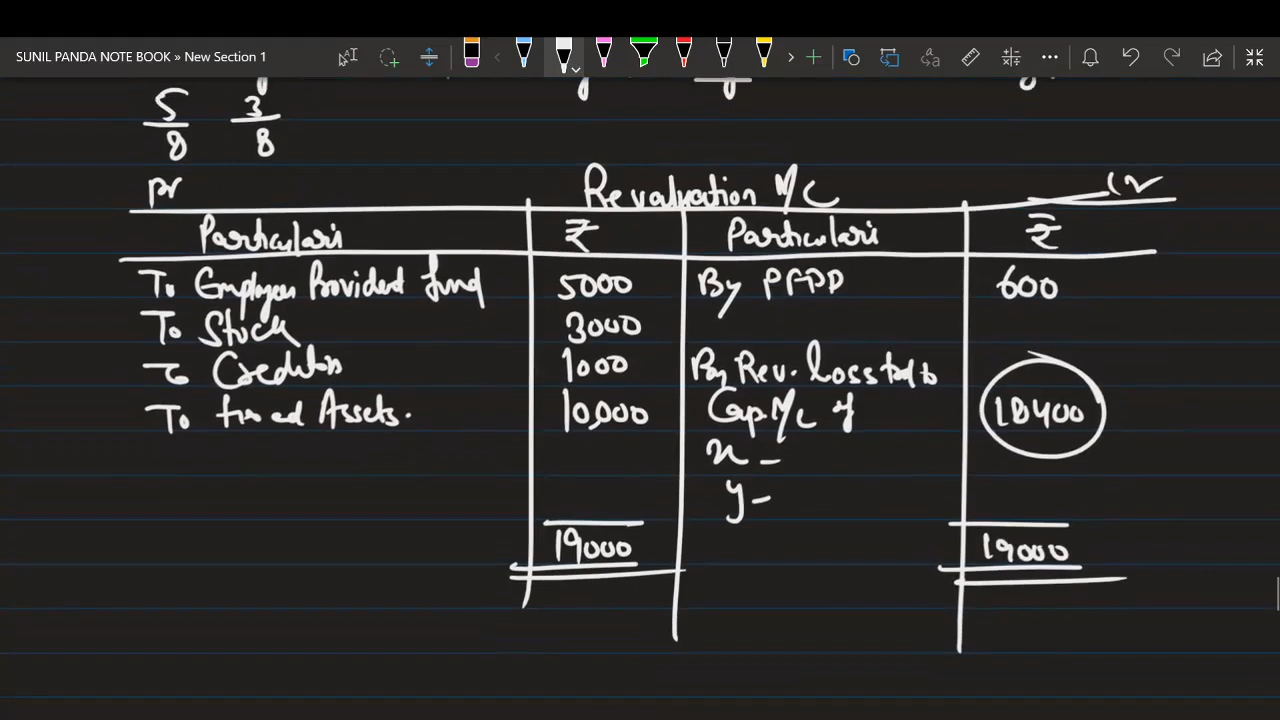 SUNIL PANDA NOTE BOOK » New Section 1
5 3
8 8
Dr Revaluation A/C Cr
Particulars ₹ Particulars ₹
To Employees Provident fund 5000 By PFDD 600
To Stock 3000
To Creditors 1000 By Rev. Loss to
To fixed Assets. 10,000 Cap. A/C of 18400
x -
y -
19000 19000